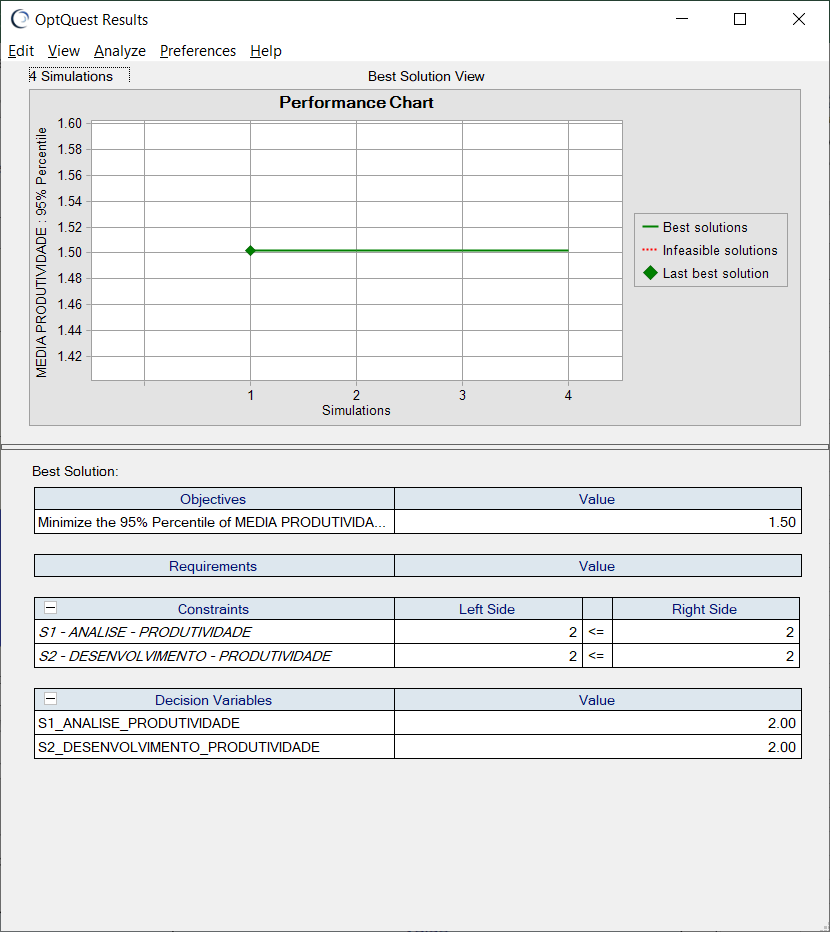 OptQuest Results
Edit View Analyze Preferences Help
4 Simulations Best Solution View
Performance Chart
MEDIA PRODUTIVIDADE : 95% Percentile
1.60
1.58
1.56
1.54
1.52
1.50
1.48
1.46
1.44
1.42
1 2 3 4
Simulations
Best solutions
Infeasible solutions
Last best solution
Best Solution:
Objectives Value
Minimize the 95% Percentile of MEDIA PRODUTIVIDA... 1.50
Requirements Value
Constraints Left Side Right Side
S1 - ANALISE - PRODUTIVIDADE 2 <= 2
S2 - DESENVOLVIMENTO - PRODUTIVIDADE 2 <= 2
Decision Variables Value
S1_ANALISE_PRODUTIVIDADE 2.00
S2_DESENVOLVIMENTO_PRODUTIVIDADE 2.00